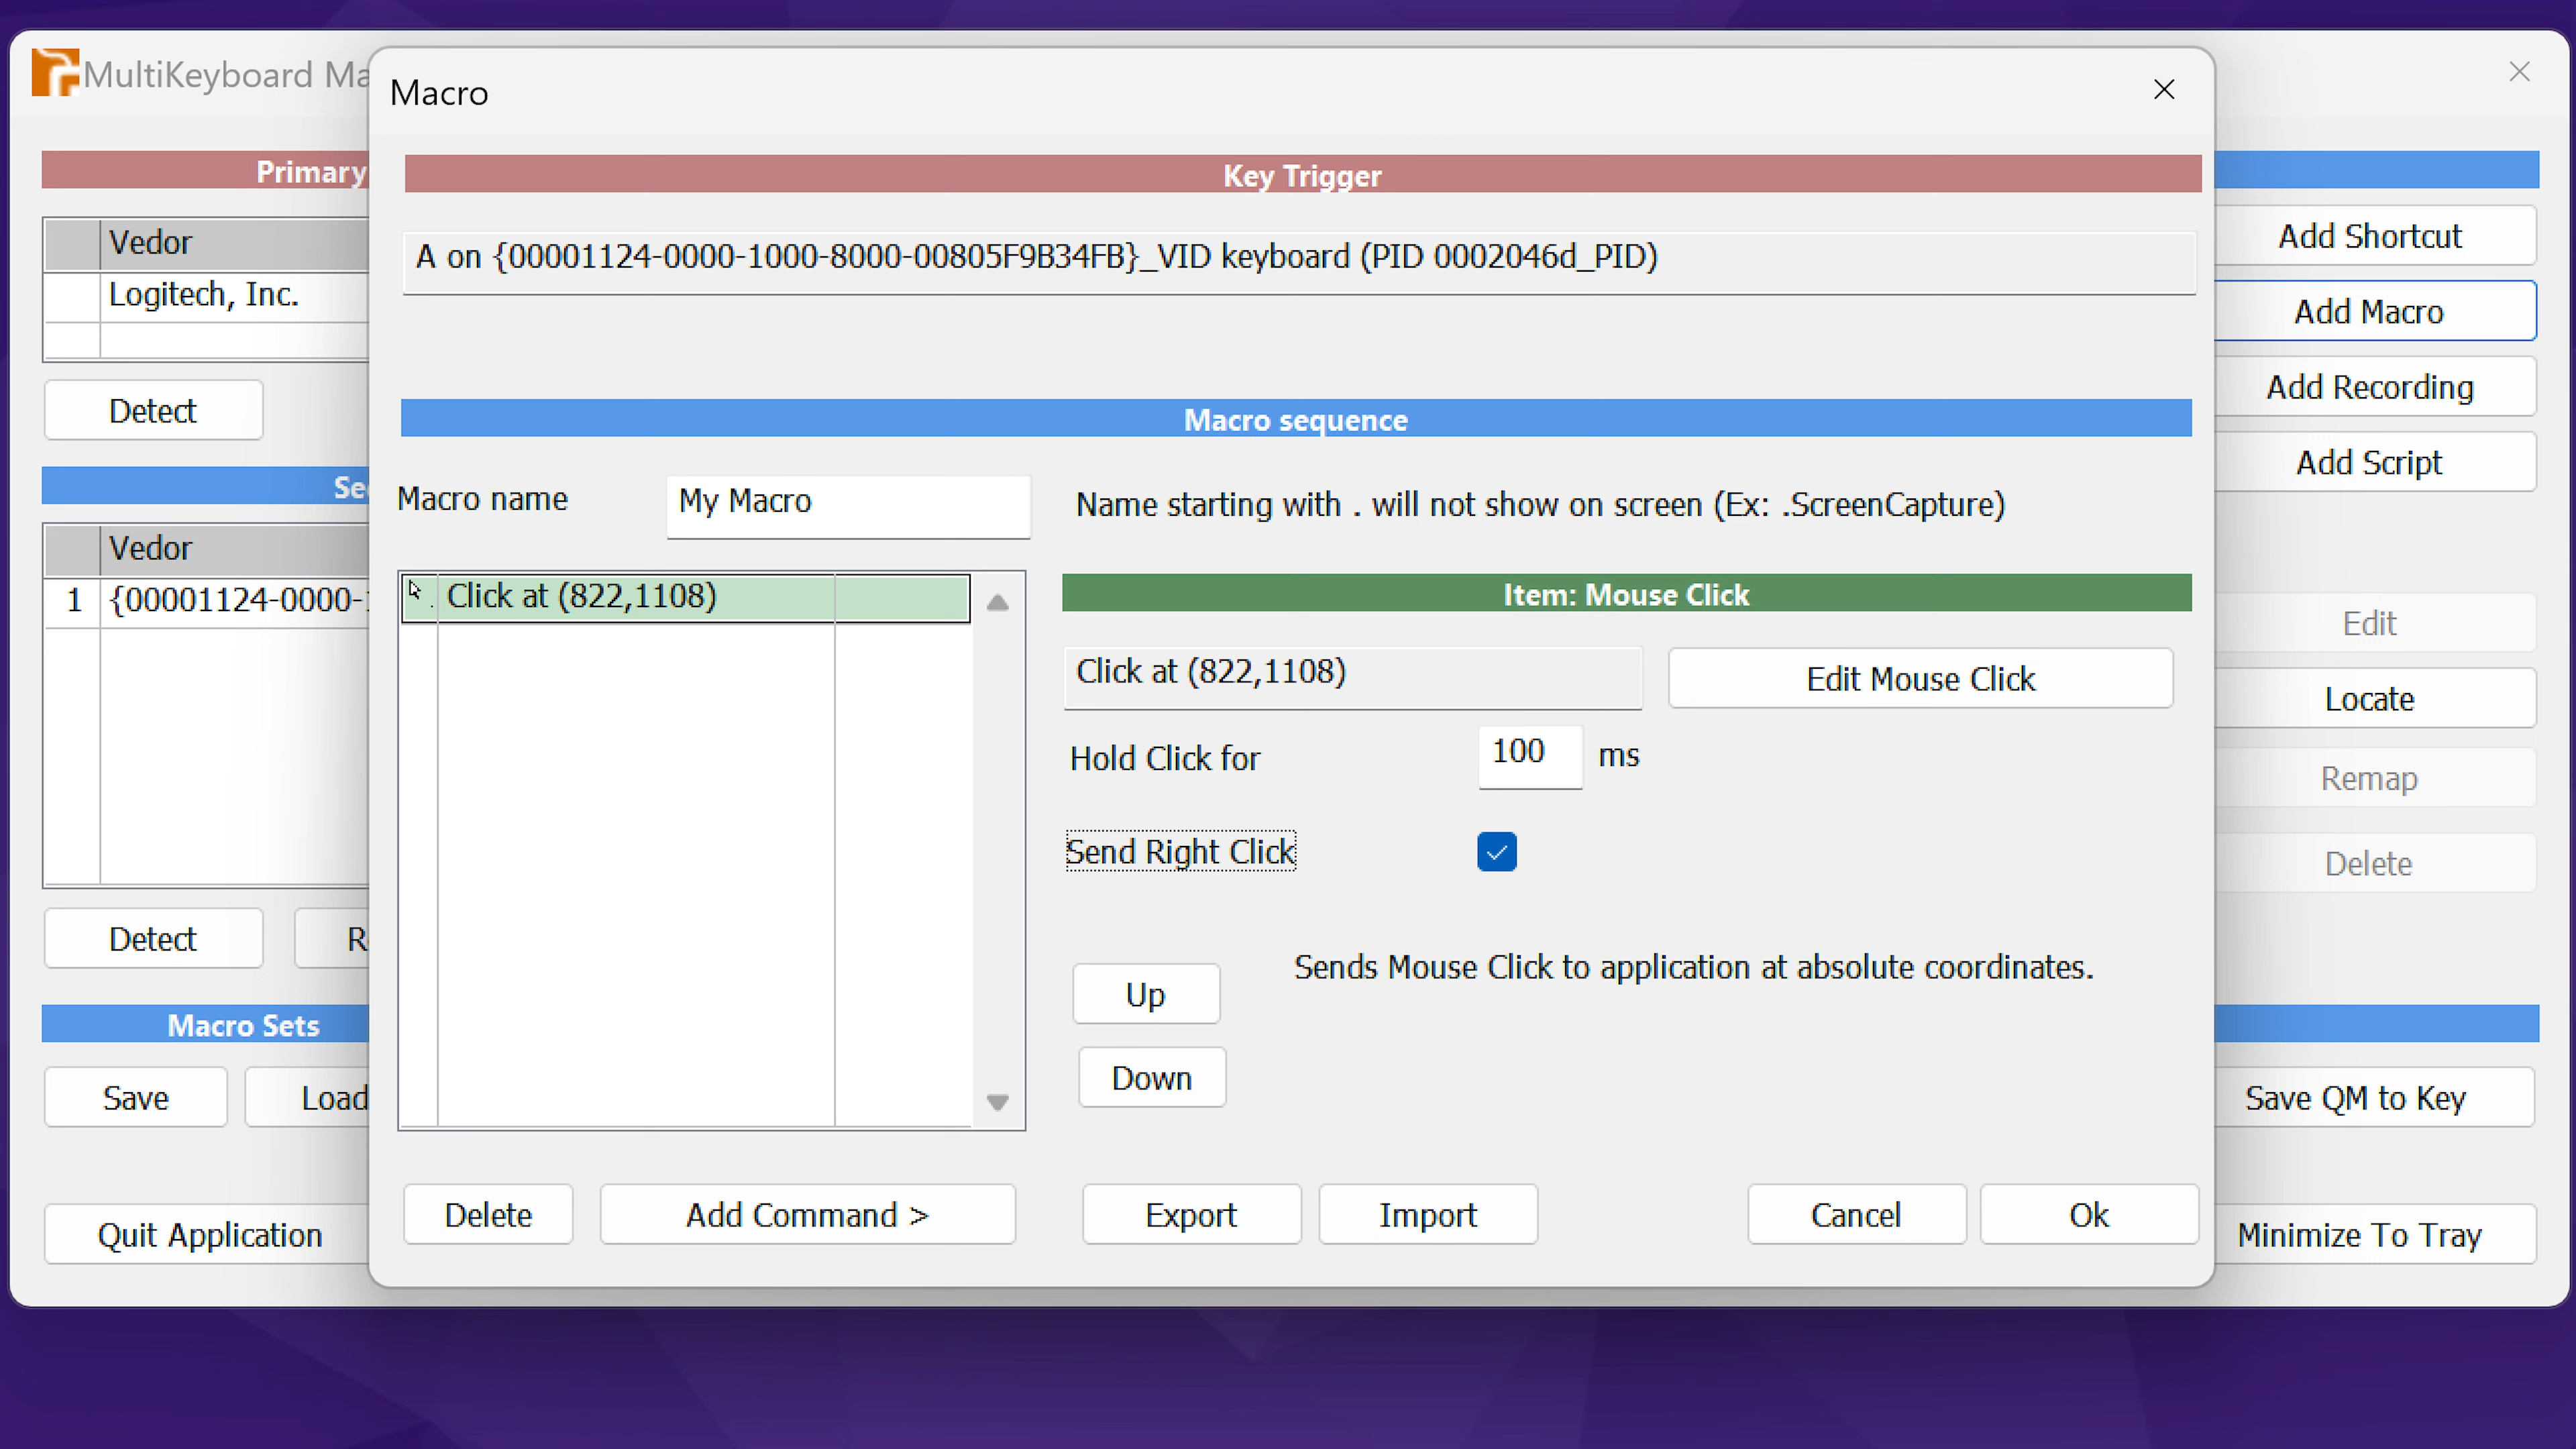 MultiKeyboard Ma
Macro
Primary
Vedor
Logitech, Inc.
Detect
Sec
Vedor
1 {00001124-0000-
Detect
R
Macro Sets
Save
Load
Quit Application
Key Trigger
A on {00001124-0000-1000-8000-00805F9B34FB}_VID keyboard (PID 0002046d_PID)
Macro sequence
Macro name
My Macro
Name starting with . will not show on screen (Ex: .ScreenCapture)
. Click at (822,1108)
Item: Mouse Click
Click at (822,1108)
Edit Mouse Click
Hold Click for
100
ms
Send Right Click
Up
Sends Mouse Click to application at absolute coordinates.
Down
Delete
Add Command >
Export
Import
Cancel
Ok
Add Shortcut
Add Macro
Add Recording
Add Script
Edit
Locate
Remap
Delete
Save QM to Key
Minimize To Tray